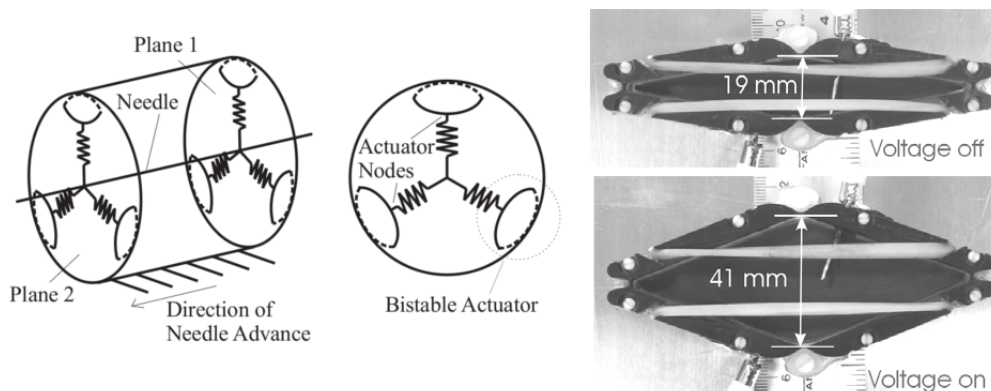 Plane 1
Needle
Plane 2
Direction of
Needle Advance
Actuator
Nodes
Bistable Actuator
19 mm
Voltage off
41 mm
Voltage on